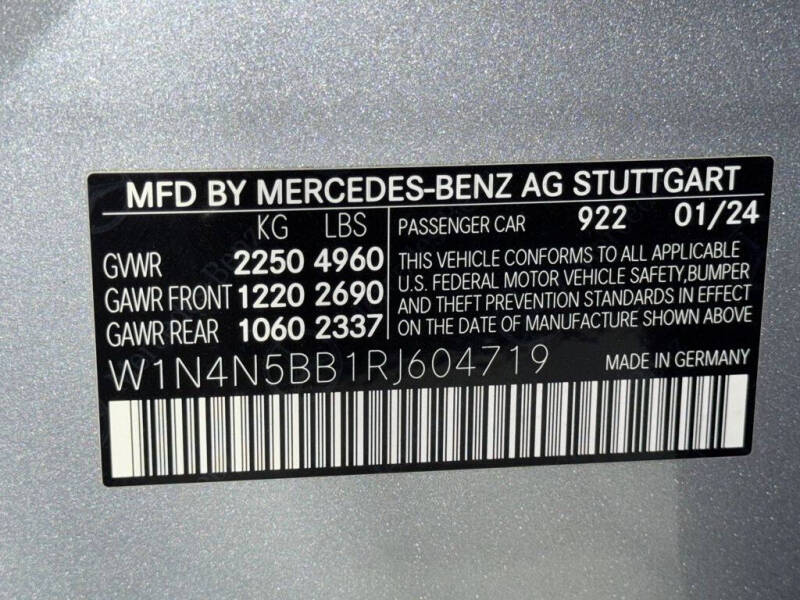 MFD BY MERCEDES-BENZ AG STUTTGART
KG LBS
GVWR 2250 4960
GAWR FRONT 1220 2690
GAWR REAR 1060 2337
PASSENGER CAR 922 01/24
THIS VEHICLE CONFORMS TO ALL APPLICABLE
U.S. FEDERAL MOTOR VEHICLE SAFETY,BUMPER
AND THEFT PREVENTION STANDARDS IN EFFECT
ON THE DATE OF MANUFACTURE SHOWN ABOVE
W1N4N5BB1RJ604719
MADE IN GERMANY